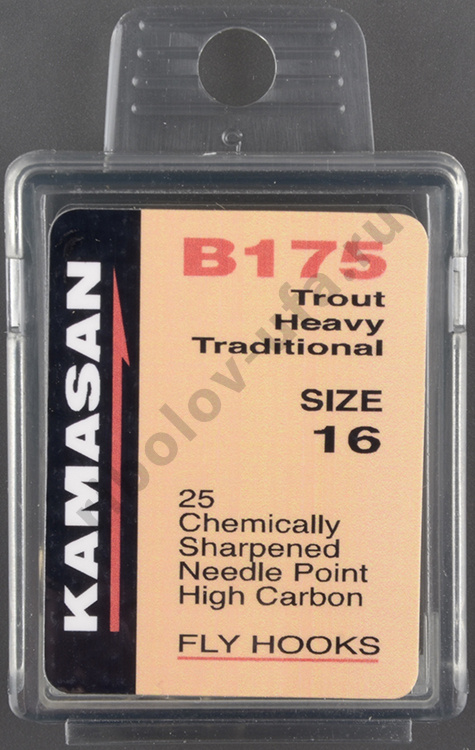 KAMASAN
B175
Trout
Heavy
Traditional
SIZE
16
25
Chemically
Sharpened
Needle Point
High Carbon
FLY HOOKS